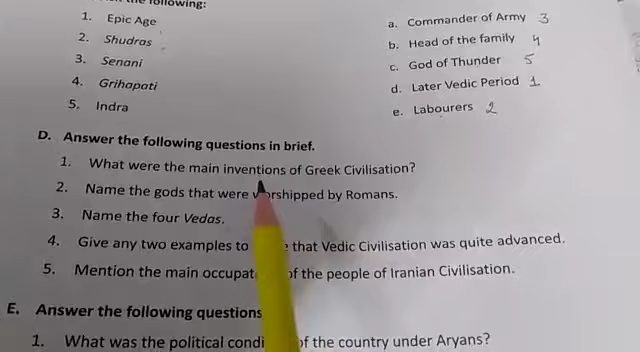 the following:
1. Epic Age
a. Commander of Army 3
2. Shudras
b. Head of the family 4
3. Senani
c. God of Thunder 5
4. Grihapati
d. Later Vedic Period 1
5. Indra
e. Labourers 2
D. Answer the following questions in brief.
1. What were the main inventions of Greek Civilisation?
2. Name the gods that were worshipped by Romans.
3. Name the four Vedas.
4. Give any two examples to that Vedic Civilisation was quite advanced.
5. Mention the main occupat of the people of Iranian Civilisation.
E. Answer the following questions
1. What was the political condi of the country under Aryans?